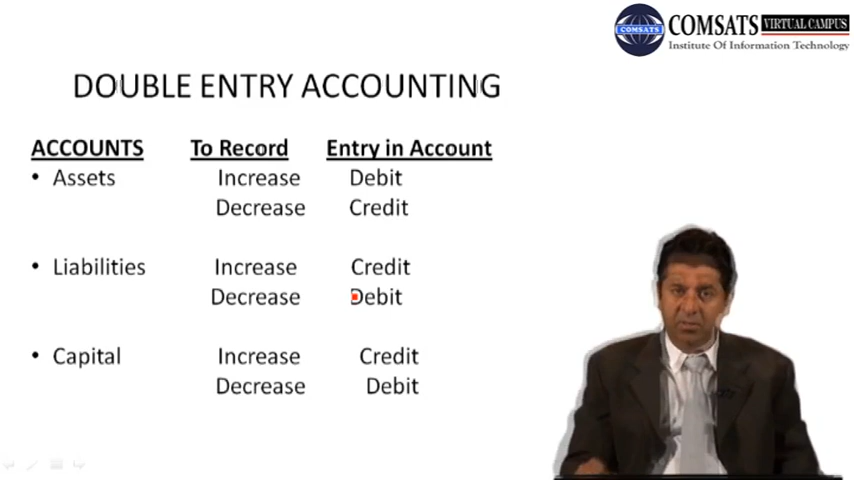 COMSATS VIRTUAL CAMPUS
Institute Of Information Technology
COMSATS
DOUBLE ENTRY ACCOUNTING
ACCOUNTS To Record Entry in Account
• Assets Increase Debit
Decrease Credit
• Liabilities Increase Credit
Decrease Debit
• Capital Increase Credit
Decrease Debit